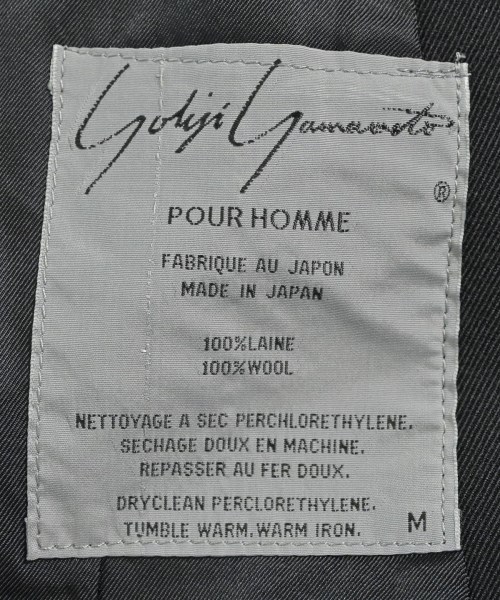 Yohji Yamamoto
®
POUR HOMME
FABRIQUE AU JAPON
MADE IN JAPAN
100%LAINE
100%WOOL
NETTOYAGE A SEC PERCHLORETHYLENE.
SECHAGE DOUX EN MACHINE.
REPASSER AU FER DOUX.
DRYCLEAN PERCLORETHYLENE.
TUMBLE WARM.WARM IRON.
M